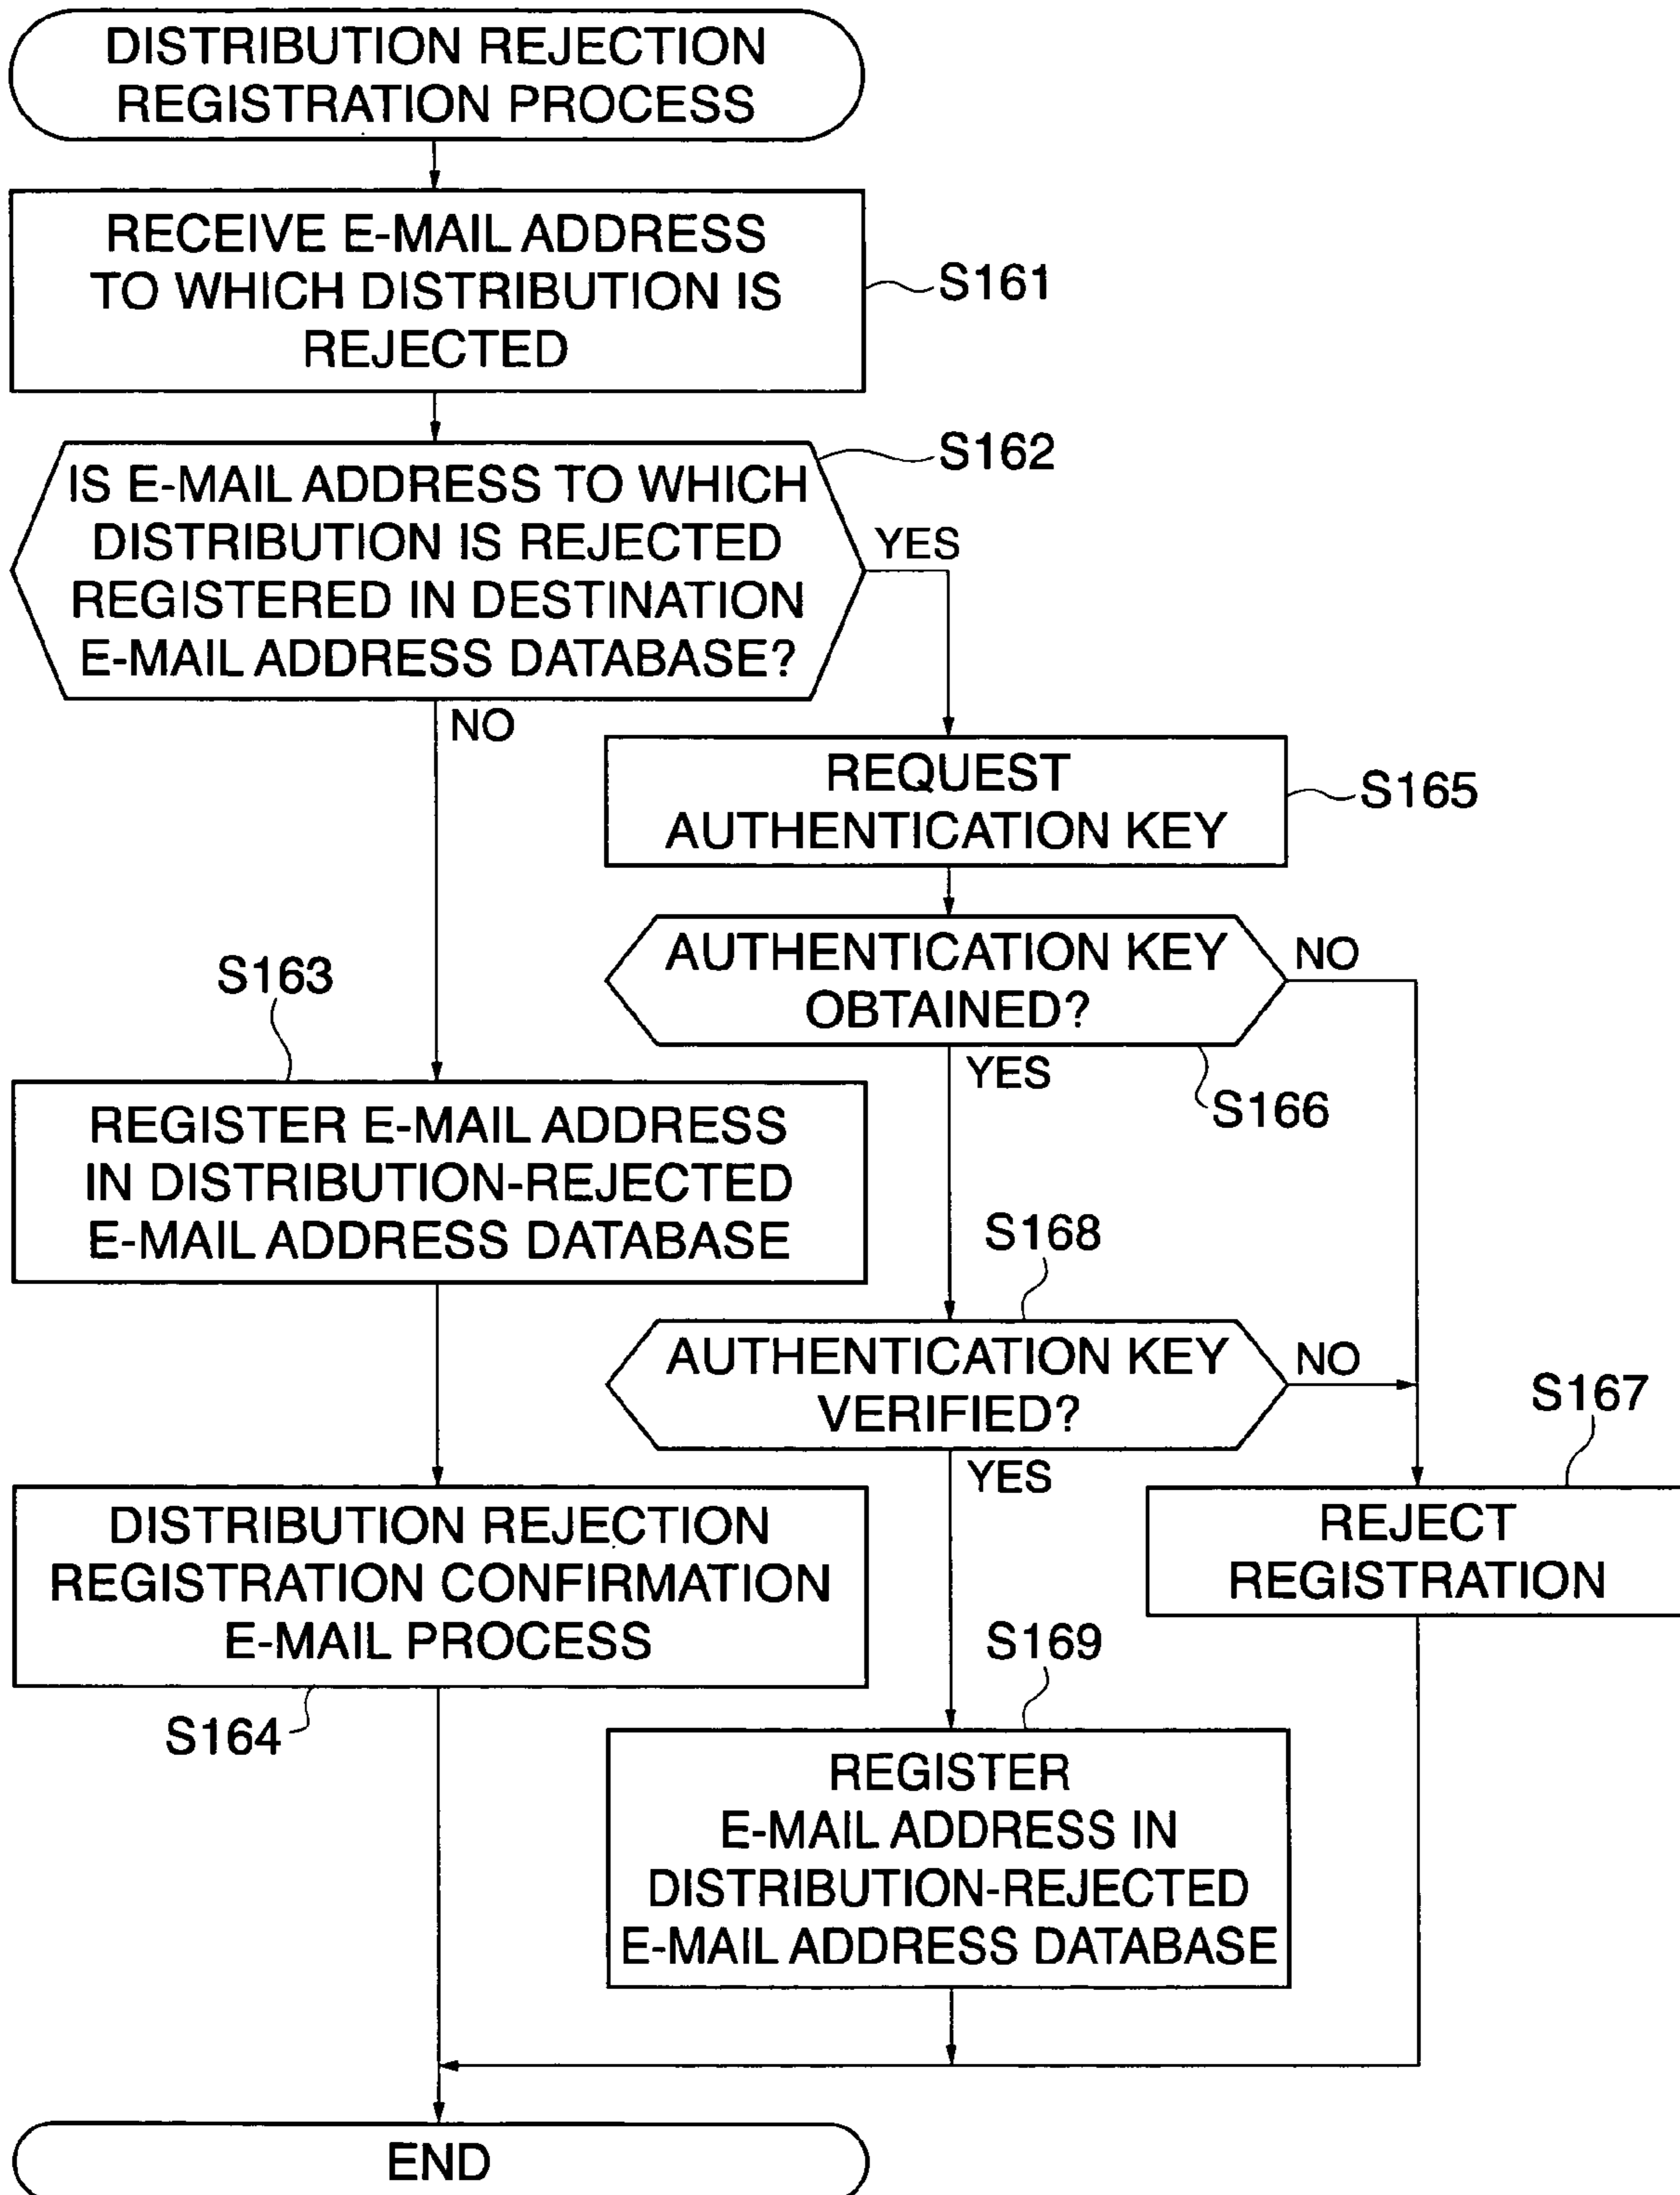 DISTRIBUTION REJECTION
REGISTRATION PROCESS
RECEIVE E-MAIL ADDRESS
TO WHICH DISTRIBUTION IS
REJECTED
S161
S162
IS E-MAIL ADDRESS TO WHICH
DISTRIBUTION IS REJECTED
REGISTERED IN DESTINATION
E-MAIL ADDRESS DATABASE?
YES
NO
REQUEST
AUTHENTICATION KEY
S165
AUTHENTICATION KEY
OBTAINED?
NO
YES
S166
S163
REGISTER E-MAIL ADDRESS
IN DISTRIBUTION-REJECTED
E-MAIL ADDRESS DATABASE
S168
AUTHENTICATION KEY
VERIFIED?
NO
YES
S167
REJECT
REGISTRATION
DISTRIBUTION REJECTION
REGISTRATION CONFIRMATION
E-MAIL PROCESS
S164
S169
REGISTER
E-MAIL ADDRESS IN
DISTRIBUTION-REJECTED
E-MAIL ADDRESS DATABASE
END